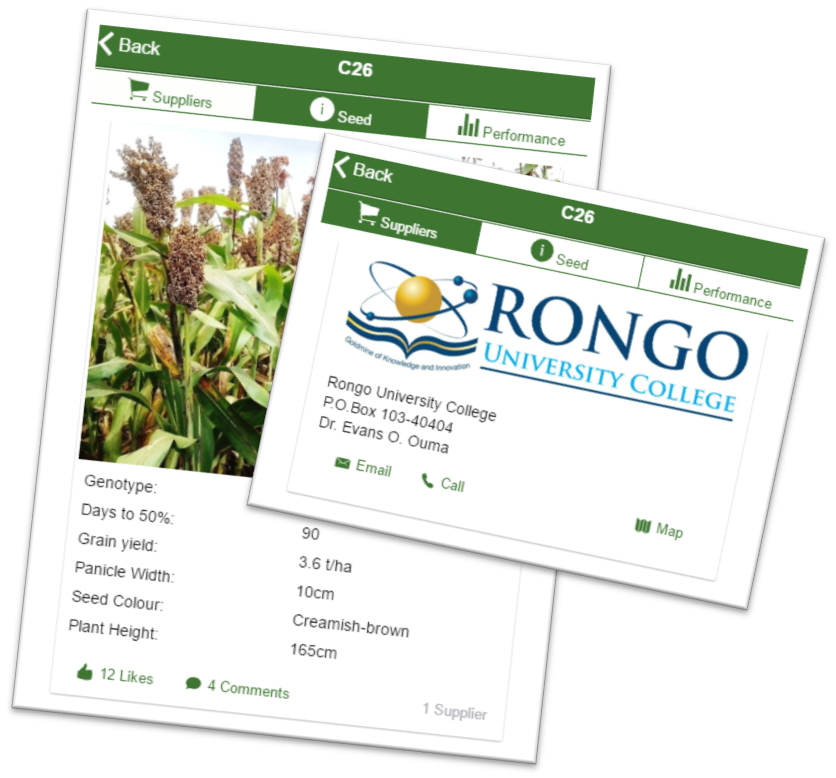 Back
C26
Suppliers
Seed
Performance
Genotype:
Days to 50%: 90
Grain yield: 3.6 t/ha
Panicle Width: 10cm
Seed Colour: Creamish-brown
Plant Height: 165cm
12 Likes
4 Comments
1 Supplier
Back
C26
Suppliers
Seed
Performance
RONGO
UNIVERSITY COLLEGE
Goldmine of Knowledge and Innovation
Rongo University College
P.O.Box 103-40404
Dr. Evans O. Ouma
Email
Call
Map